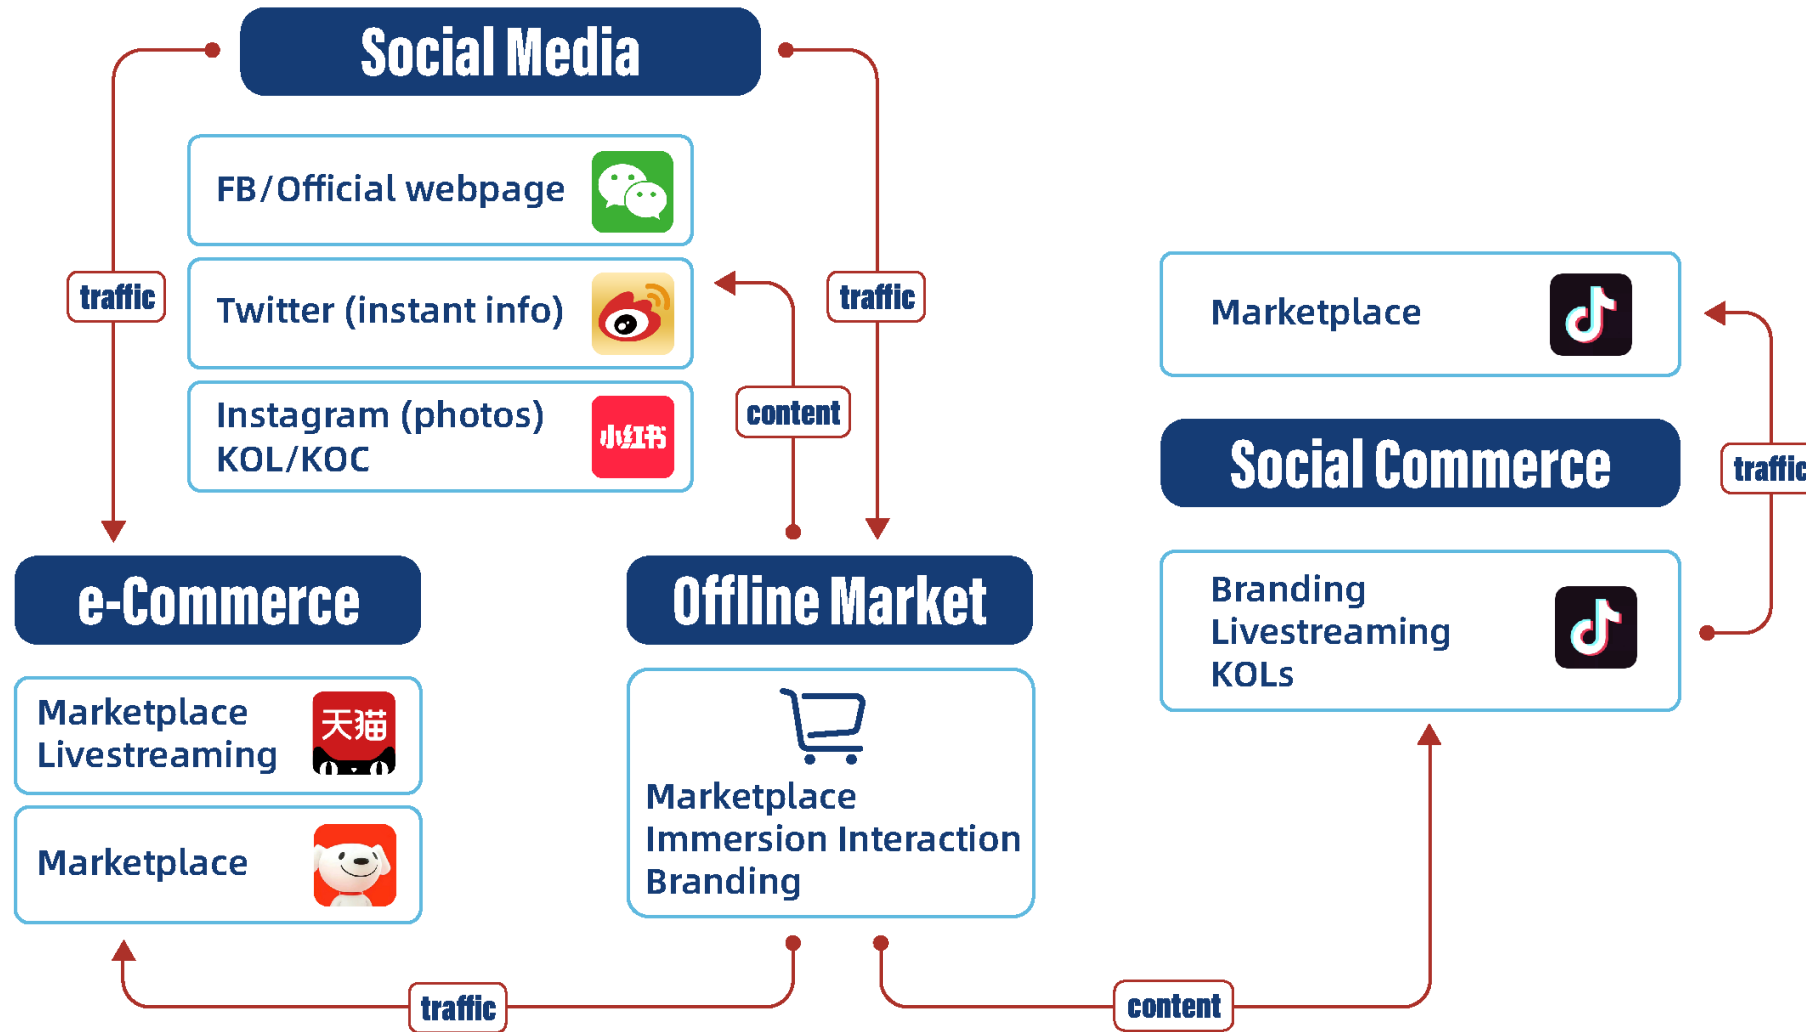 Social Media
FB/Official webpage
traffic
Twitter (instant info)
traffic
Instagram (photos)
KOL/KOC
小红书
content
e-Commerce
Marketplace
Livestreaming
天猫
Marketplace
Offline Market
Marketplace
Immersion Interaction
Branding
traffic
content
Marketplace
Social Commerce
traffic
Branding
Livestreaming
KOLs